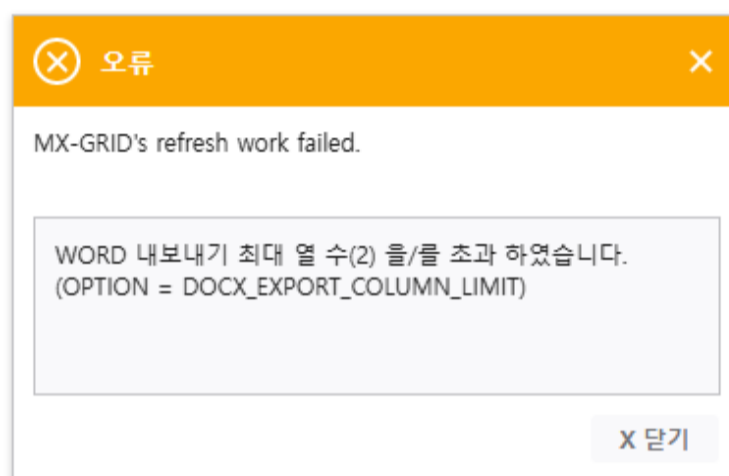 오류
MX-GRID's refresh work failed.
WORD 내보내기 최대 열 수(2) 을/를 초과 하였습니다.
(OPTION = DOCX_EXPORT_COLUMN_LIMIT)
X 닫기